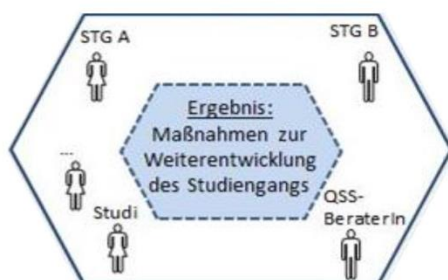 STG A
STG B
Ergebnis:
Maßnahmen zur
Weiterentwicklung
des Studiengangs
...
Studi
QSS-
BeraterIn